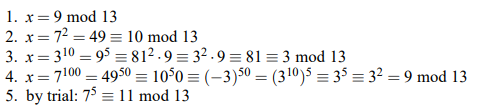 1. x = 9 mod 13
2. x = 7² = 49 ≡ 10 mod 13
3. x = 3¹⁰ = 9⁵ ≡ 81² · 9 ≡ 3² · 9 ≡ 81 ≡ 3 mod 13
4. x = 7¹⁰⁰ = 49⁵⁰ ≡ 10⁵0 ≡ (−3)⁵⁰ = (3¹⁰)⁵ ≡ 3⁵ ≡ 3² = 9 mod 13
5. by trial: 7⁵ ≡ 11 mod 13